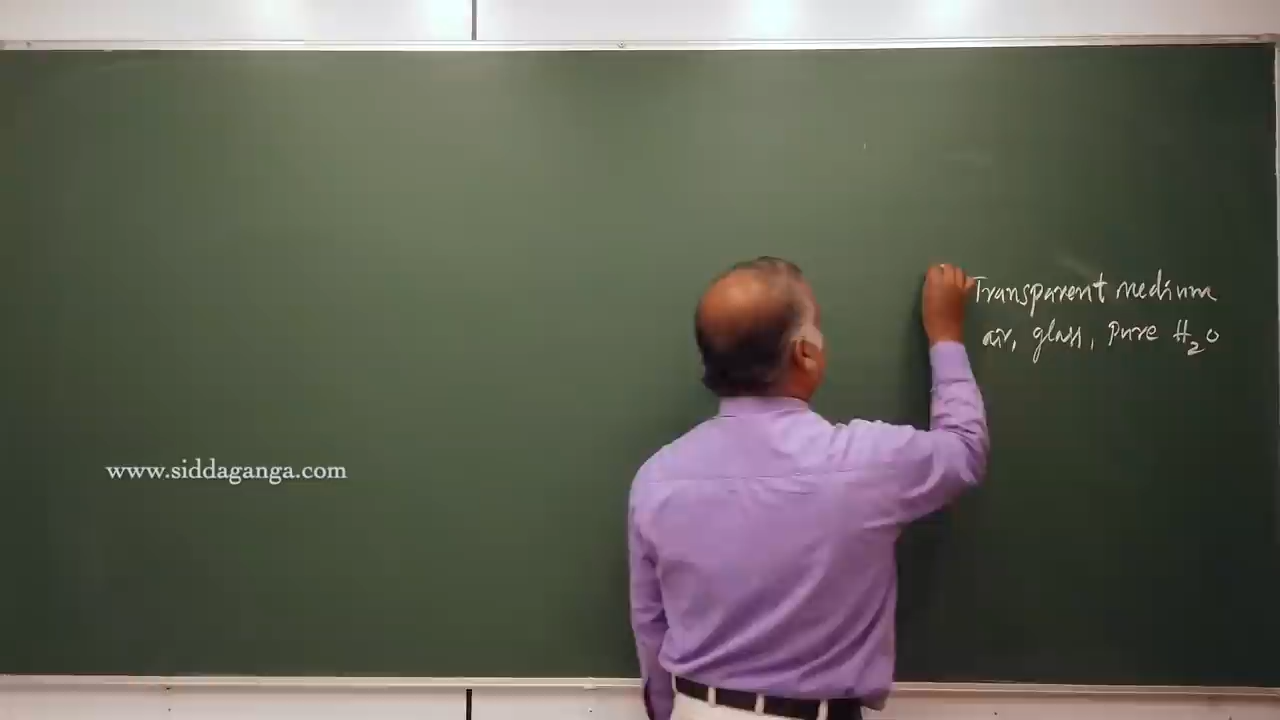 Transparent medium
air, glass, pure H₂O
www.siddaganga.com